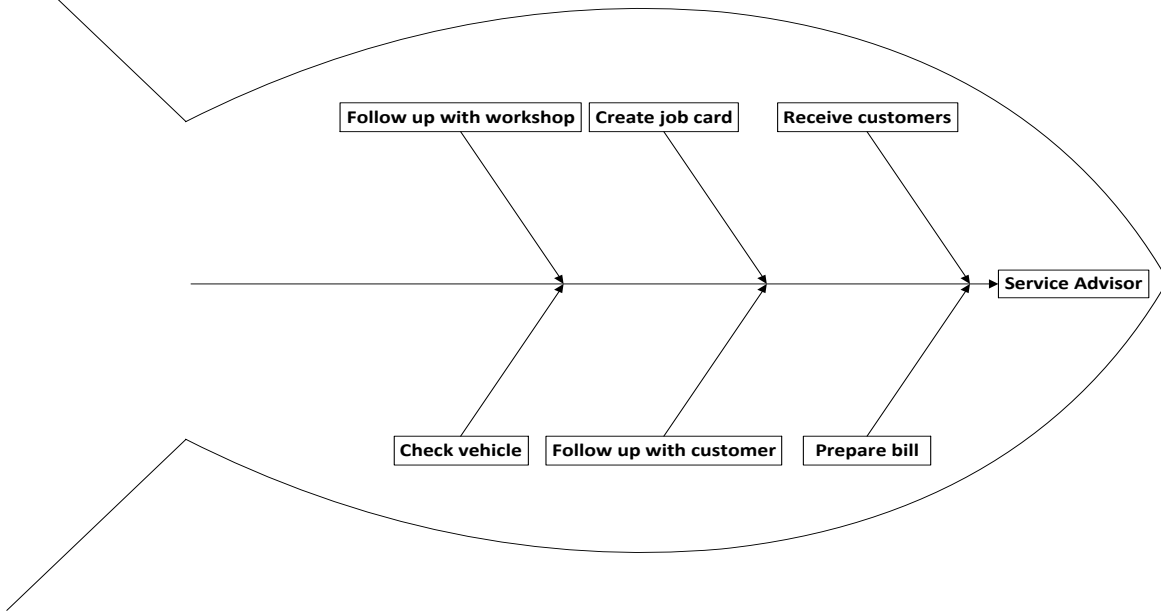 Follow up with workshop
Create job card
Receive customers
Service Advisor
Check vehicle
Follow up with customer
Prepare bill